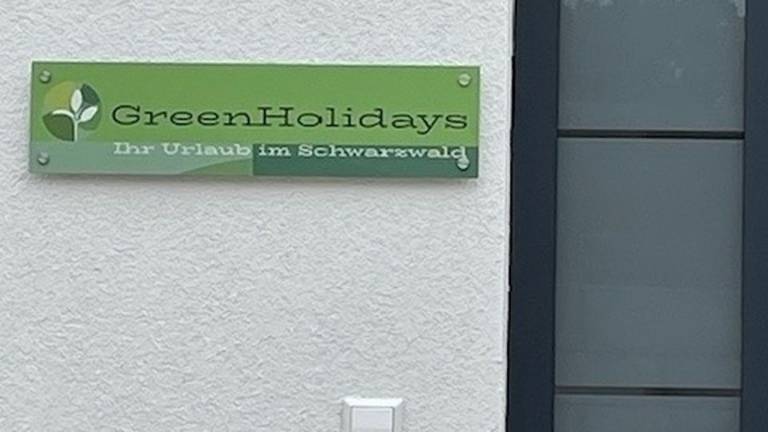 GreenHolidays
Ihr Urlaub im Schwarzwald